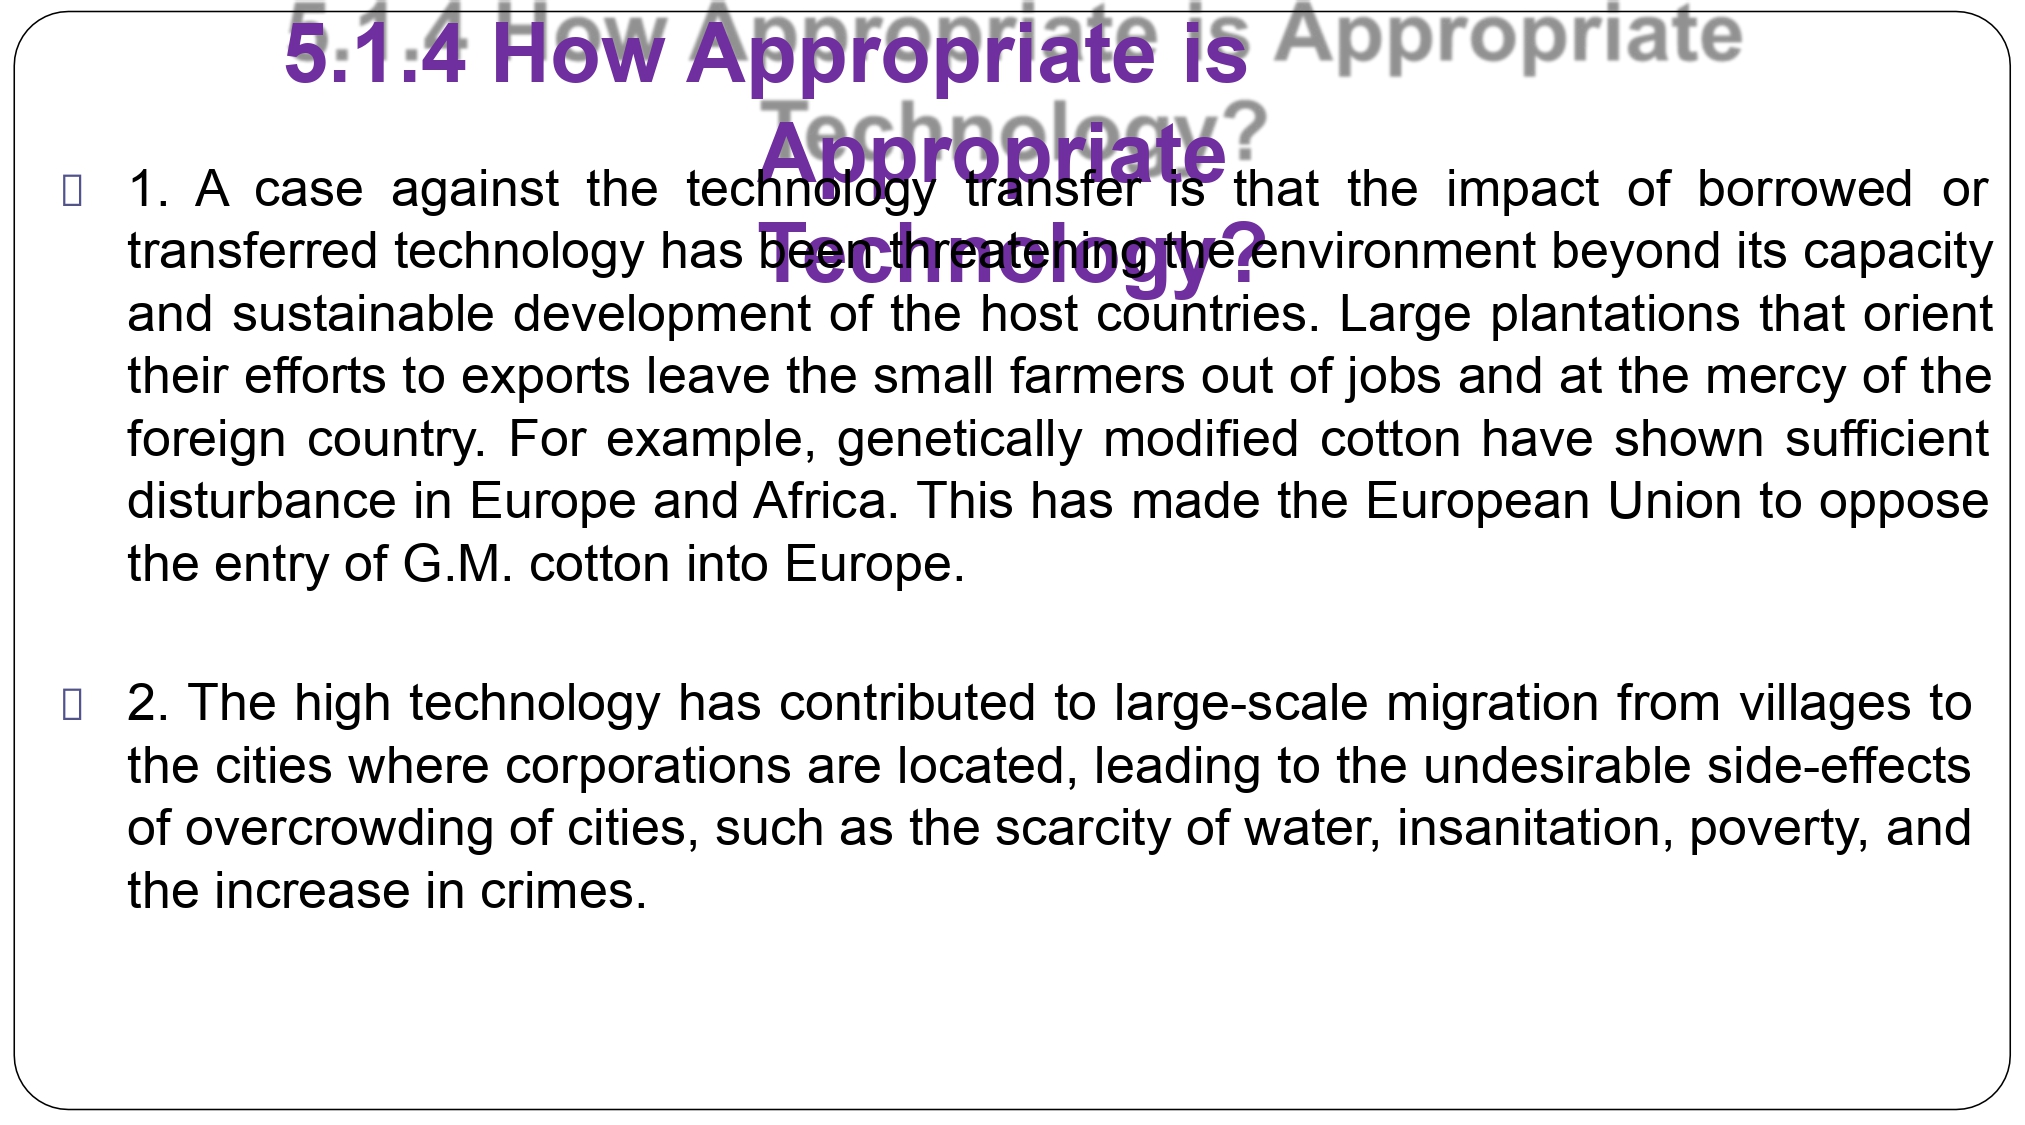 5.1.4 How Appropriate is
Appropriate
Technology?
1. A case against the technology transfer is that the impact of borrowed or
transferred technology has been threatening the environment beyond its capacity
and sustainable development of the host countries. Large plantations that orient
their efforts to exports leave the small farmers out of jobs and at the mercy of the
foreign country. For example, genetically modified cotton have shown sufficient
disturbance in Europe and Africa. This has made the European Union to oppose
the entry of G.M. cotton into Europe.
2. The high technology has contributed to large-scale migration from villages to
the cities where corporations are located, leading to the undesirable side-effects
of overcrowding of cities, such as the scarcity of water, insanitation, poverty, and
the increase in crimes.